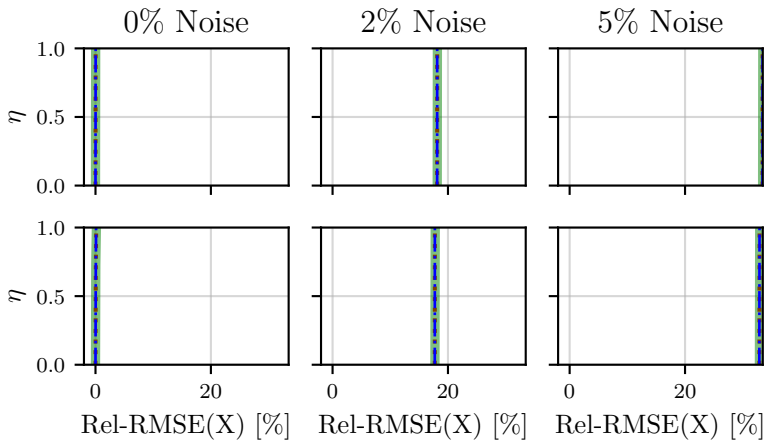 0% Noise 2% Noise 5% Noise
1.0
η 0.5
0.0
1.0
η 0.5
0.0
0 20 0 20 0 20
Rel-RMSE(X) [%] Rel-RMSE(X) [%] Rel-RMSE(X) [%]